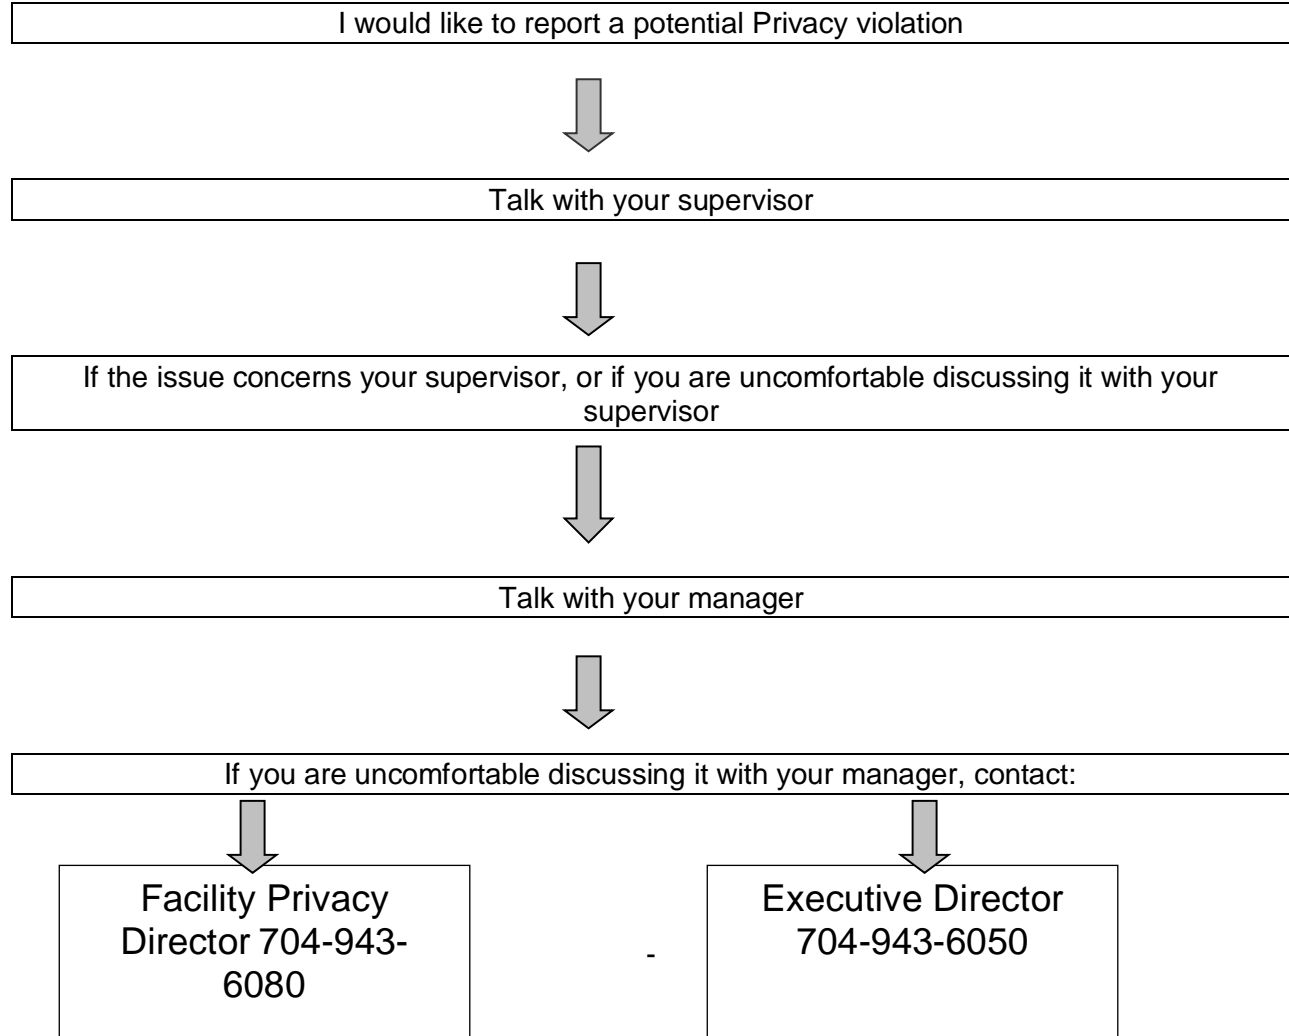 I would like to report a potential Privacy violation
Talk with your supervisor
If the issue concerns your supervisor, or if you are uncomfortable discussing it with your
supervisor
Talk with your manager
If you are uncomfortable discussing it with your manager, contact:
Facility Privacy
Director 704-943-
6080
-
Executive Director
704-943-6050